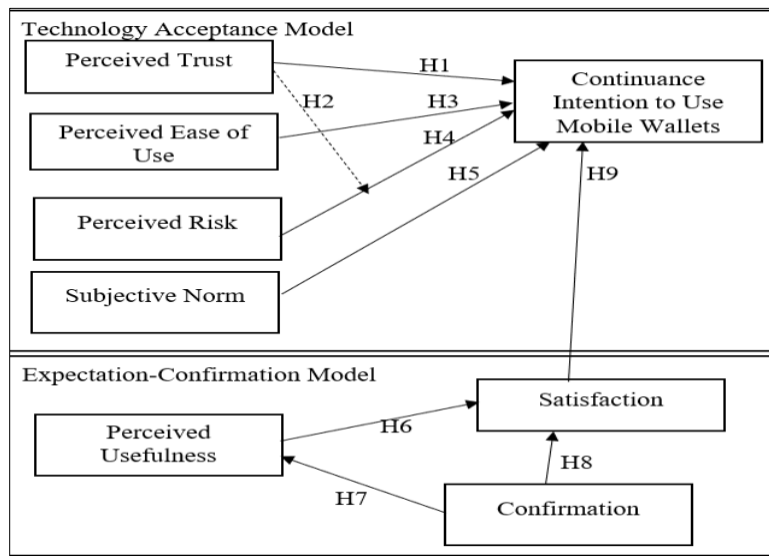 Technology Acceptance Model
Perceived Trust
H1
Continuance
Intention to Use
Mobile Wallets
H2
H3
Perceived Ease of
Use
H4
H5
H9
Perceived Risk
Subjective Norm
Expectation-Confirmation Model
Satisfaction
Perceived
Usefulness
H6
H8
H7
Confirmation